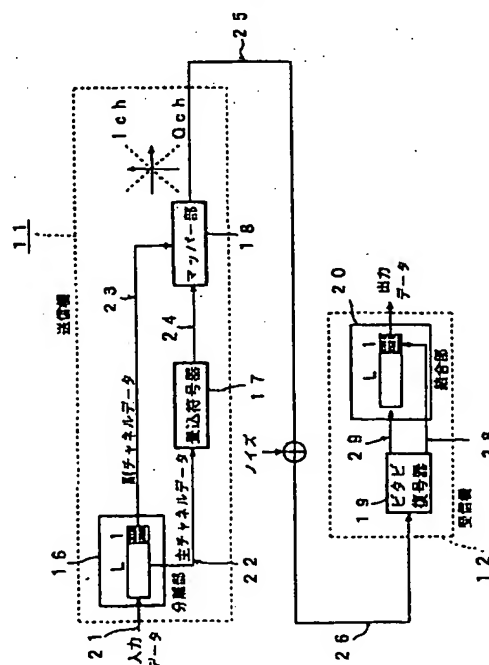 11
送信機
16
L
1
分離部
21
入力
データ
副チャネルデータ
主チャネルデータ
22
23
24
17
畳込符号器
マッパー部
18
Ich
Qch
25
ノイズ
26
12
受信機
19
ビタビ
復号器
29
28
20
L
1
結合部
出力
データ